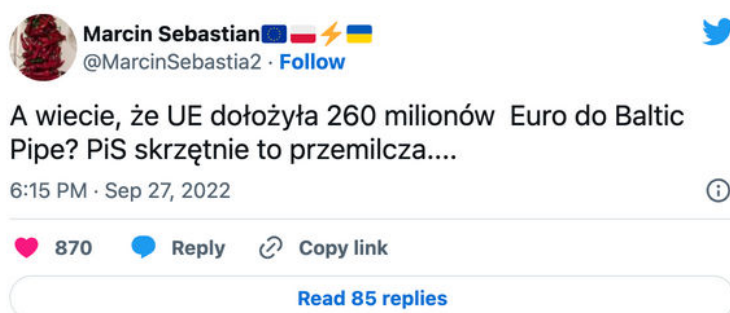 Marcin Sebastian🇪🇺🇵🇱⚡🇺🇦
@MarcinSebastia2 · Follow
A wiecie, że UE dołożyła 260 milionów  Euro do Baltic
Pipe? PiS skrzętnie to przemilcza....
6:15 PM · Sep 27, 2022
870 Reply Copy link
Read 85 replies